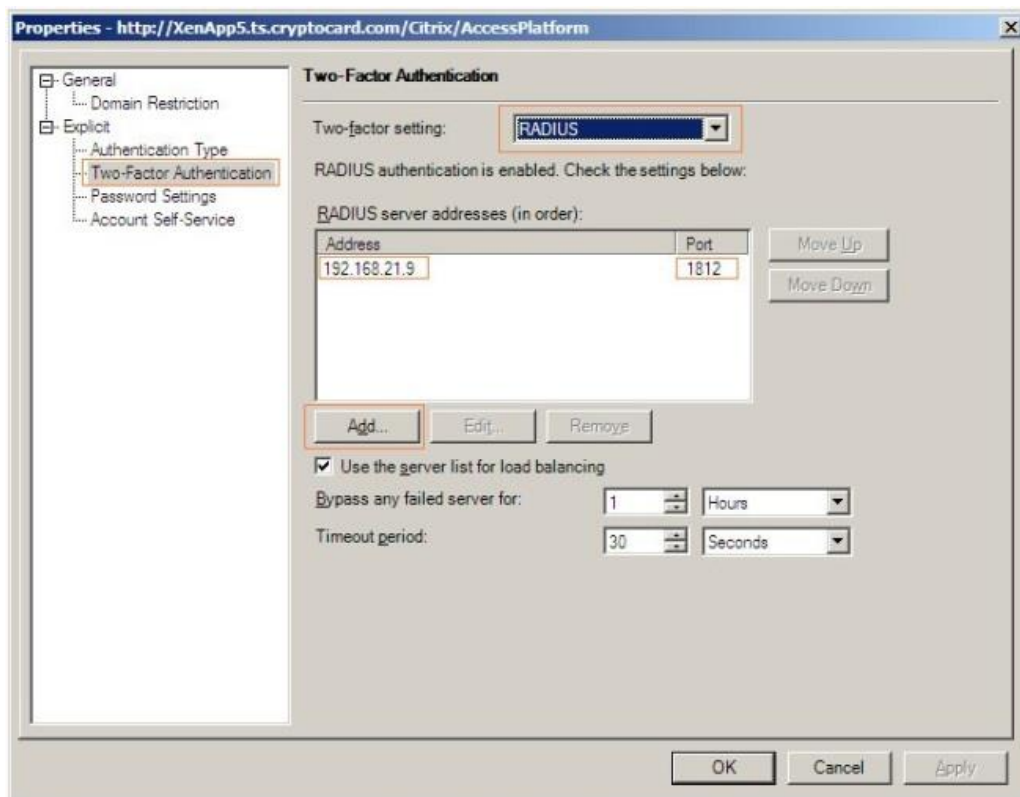 Properties - http://XenApp5.ts.cryptocard.com/Citrix/AccessPlatform
General
Domain Restriction
Explicit
Authentication Type
Two-Factor Authentication
Password Settings
Account Self-Service
Two-Factor Authentication
Two-factor setting: RADIUS
RADIUS authentication is enabled. Check the settings below:
RADIUS server addresses (in order):
Address Port
192.168.21.9 1812
Move Up
Move Down
Add... Edit... Remove
Use the server list for load balancing
Bypass any failed server for: 1 Hours
Timeout period: 30 Seconds
OK Cancel Apply